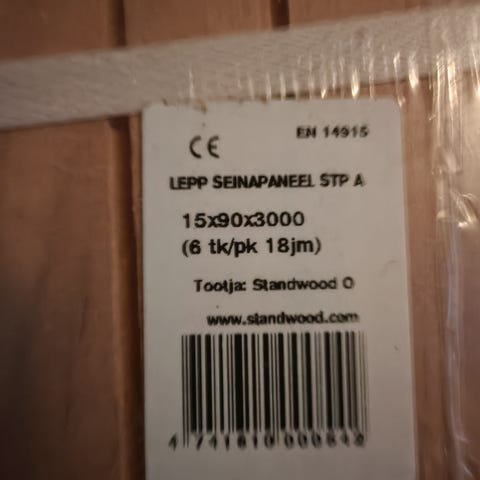 CE
EN 14915
LEPP SEINAPANEEL STP A
15x90x3000
(6 tk/pk 18jm)
Tootja: Standwood O
www.standwood.com